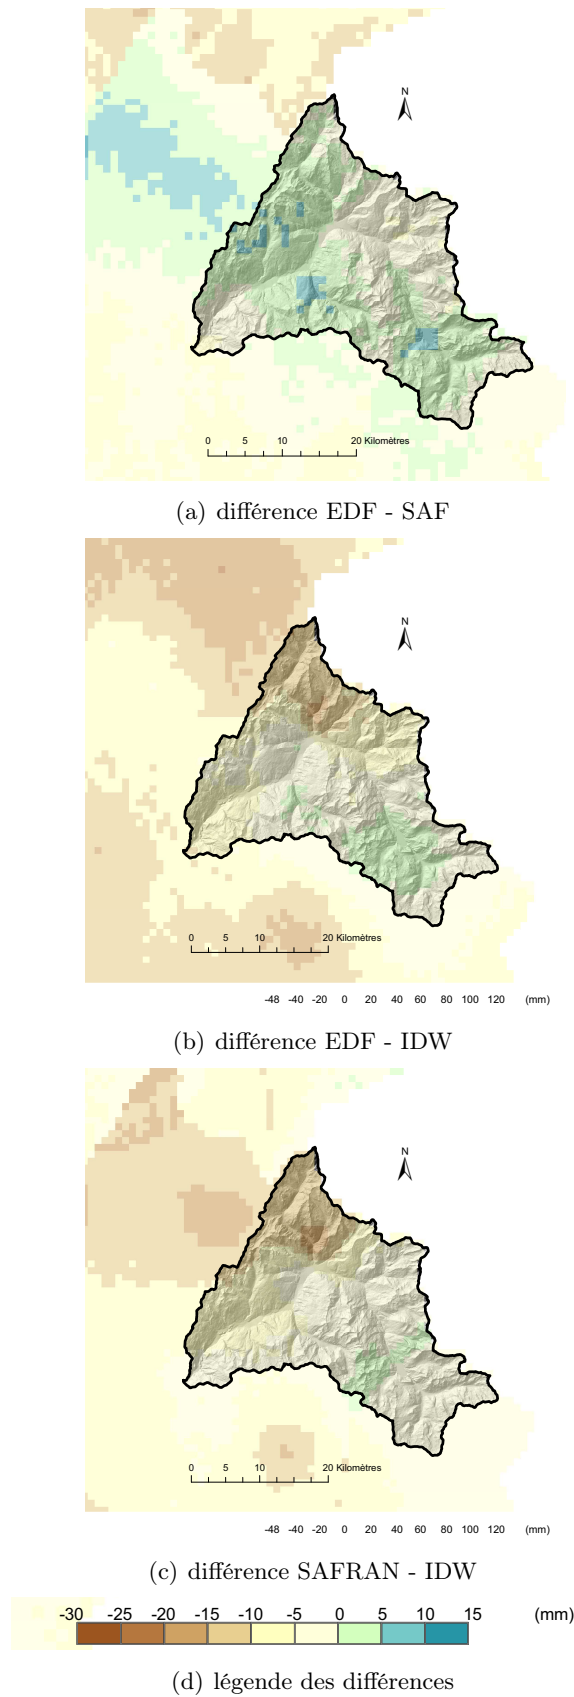 N
0 5 10 20 Kilomètres
(a) différence EDF - SAF
N
0 5 10 20 Kilomètres
-48 -40 -20 0 20 40 60 80 100 120 (mm)
(b) différence EDF - IDW
N
0 5 10 20 Kilomètres
-48 -40 -20 0 20 40 60 80 100 120 (mm)
(c) différence SAFRAN - IDW
-30 -25 -20 -15 -10 -5 0 5 10 15 (mm)
(d) légende des différences